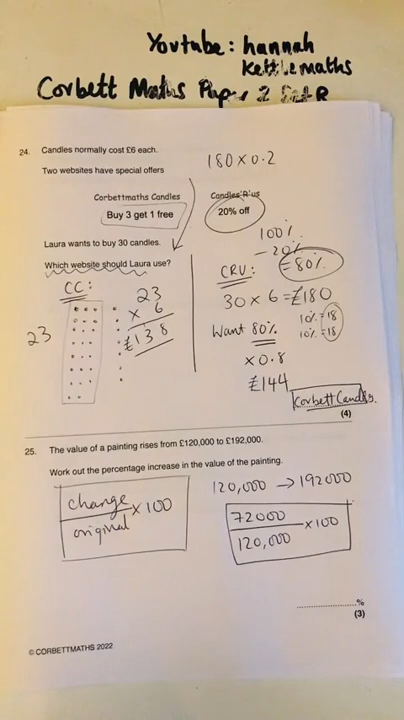 Youtube: hannah
kettlemaths
Corbett Maths Paper 2 Set R
24. Candles normally cost £6 each.
180 x 0.2
Two websites have special offers
Corbettmaths Candles
Buy 3 get 1 free
Candles'R'us
20% off
100%
- 20%
= 80%
Laura wants to buy 30 candles.
Which website should Laura use?
CC:
23
23
x 6
£138
CRU:
30 x 6 = £180
Want 80%
10% = 18
10% = 18
x 0.8
£144
Corbett Candles.
(4)
25. The value of a painting rises from £120,000 to £192,000.
Work out the percentage increase in the value of the painting.
change
original
x 100
120,000 → 192000
72000
120,000
x 100
....................%
(3)
© CORBETTMATHS 2022